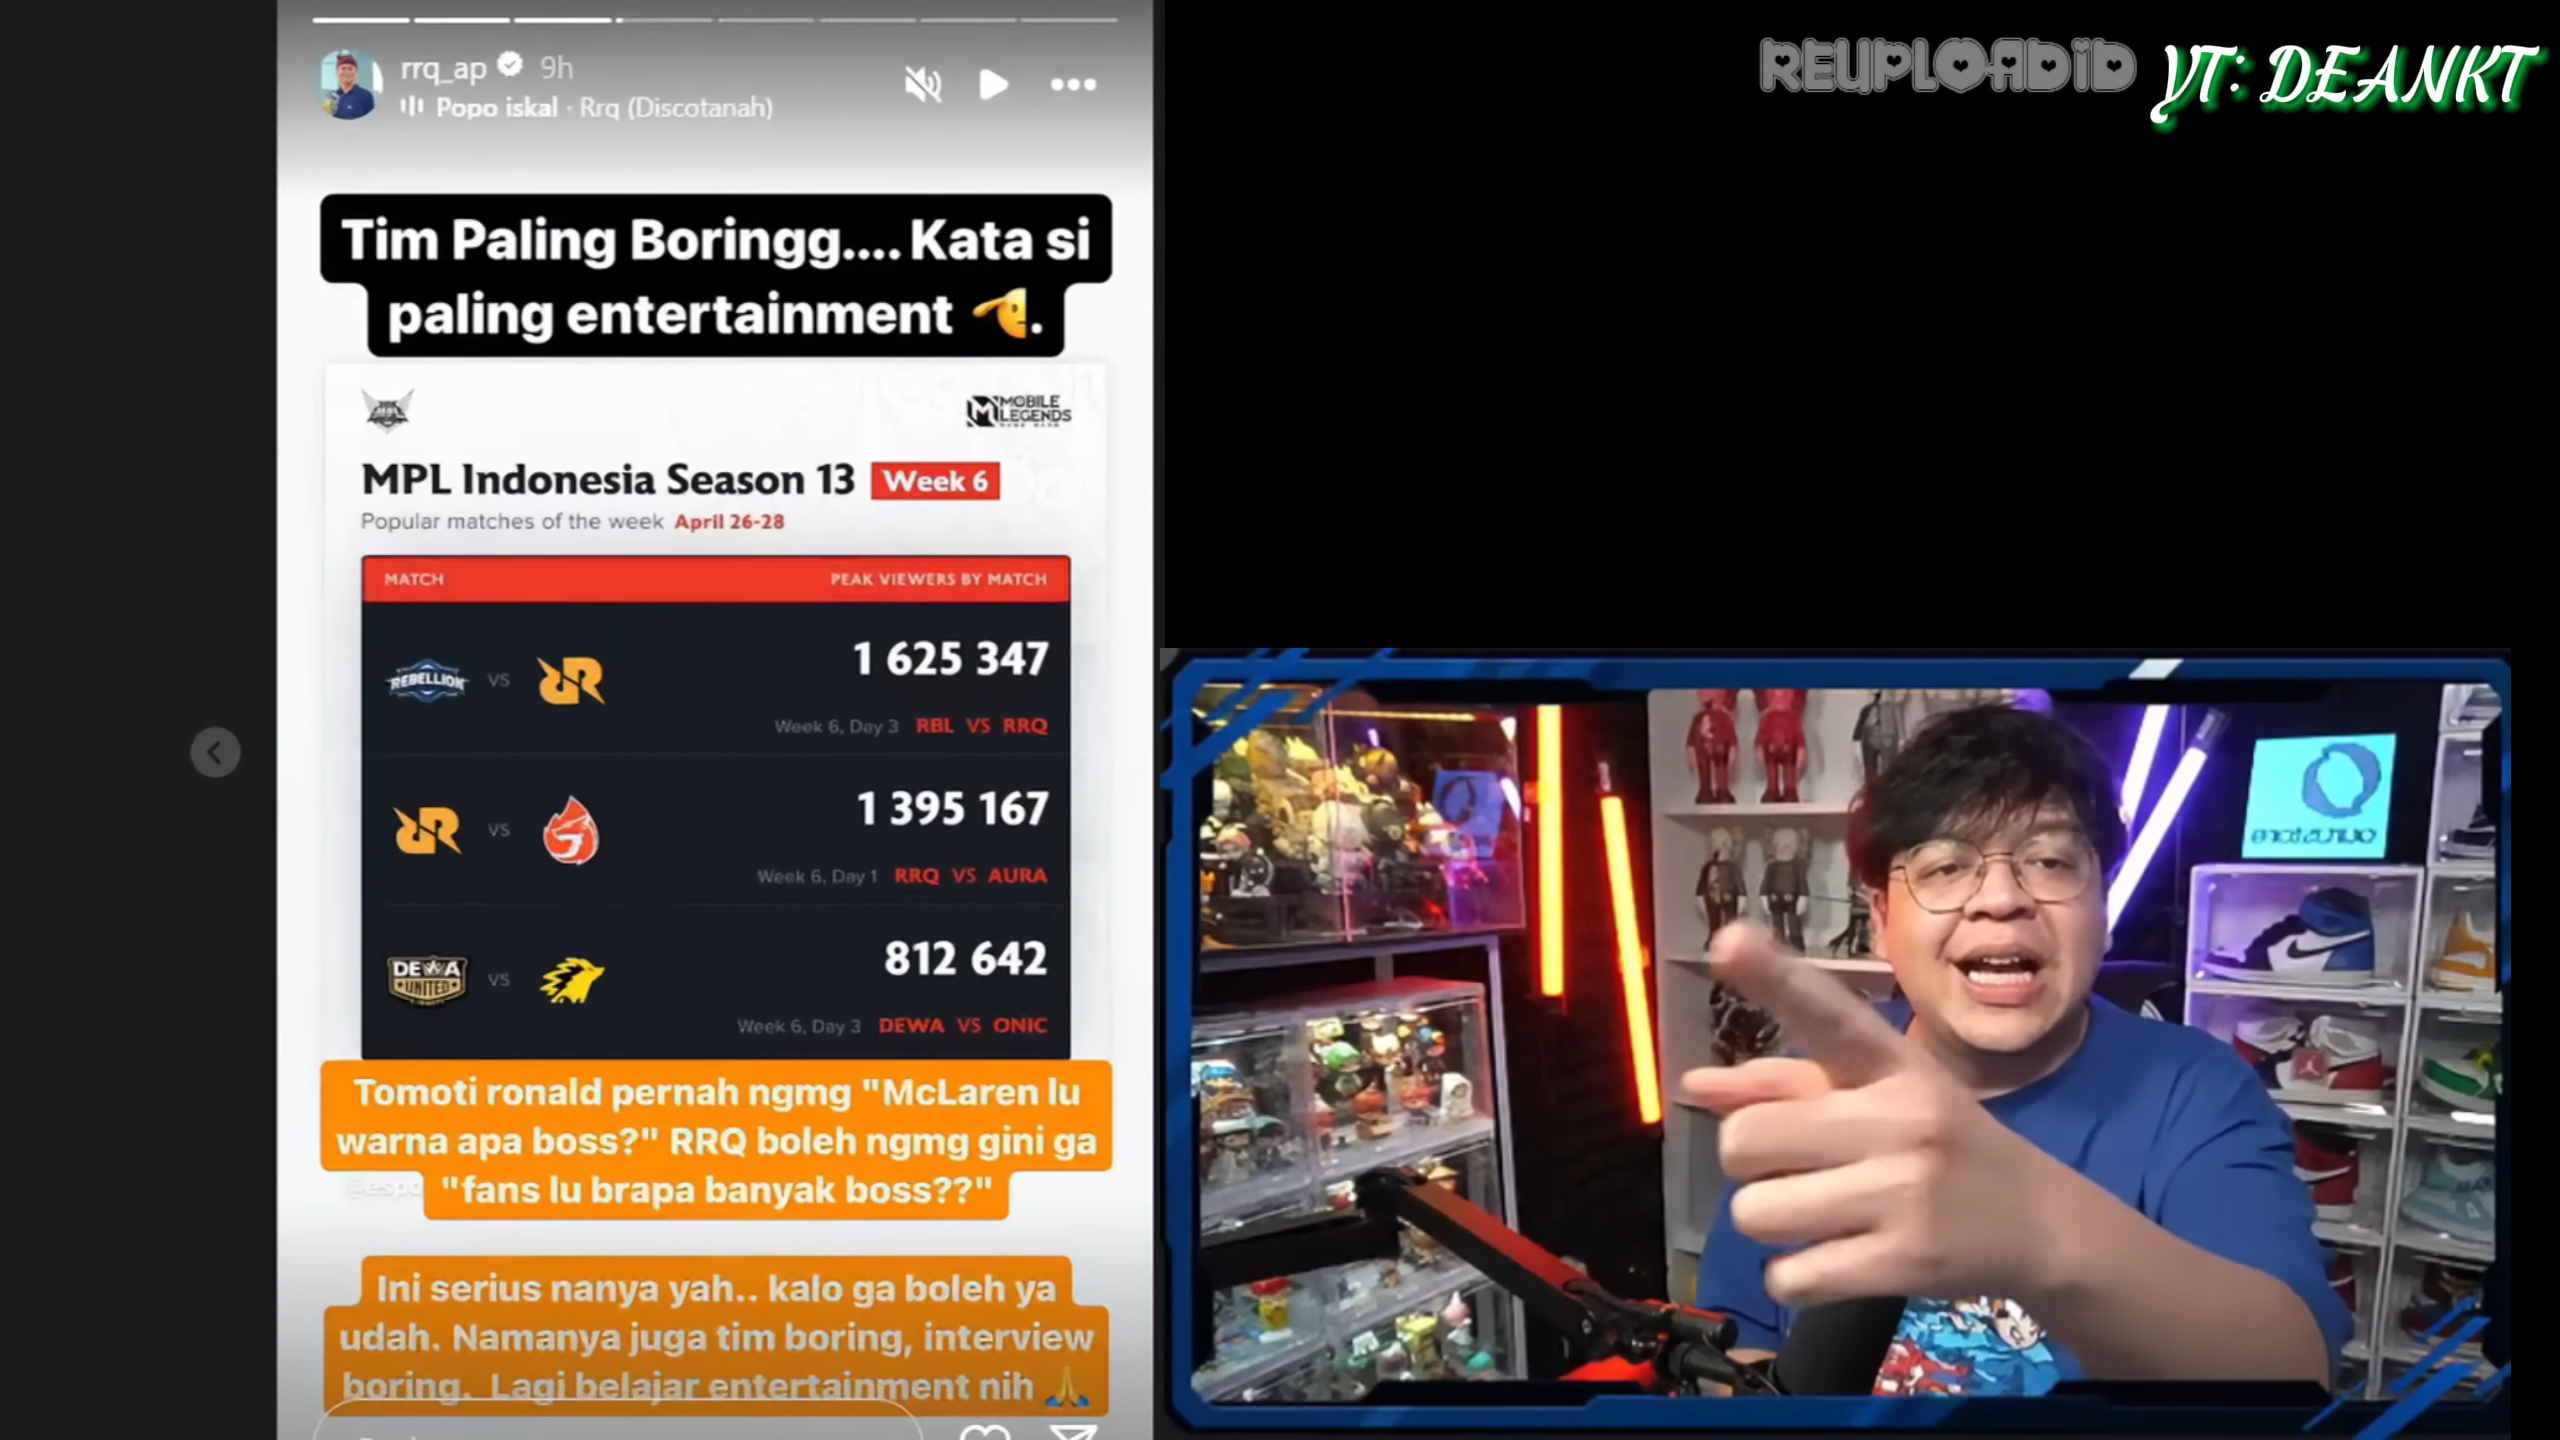 rrq_ap 9h
Popo iskal · Rrq (Discotanah)
REUPLOADID YT: DEANKT
Tim Paling Boringg.... Kata si
paling entertainment 🫡.
MOBILE
LEGENDS
MPL Indonesia Season 13 Week 6
Popular matches of the week April 26-28
MATCH PEAK VIEWERS BY MATCH
REBELLION VS 1 625 347
Week 6, Day 3 RBL VS RRQ
VS 1 395 167
Week 6, Day 1 RRQ VS AURA
DEWA
UNITED VS 812 642
Week 6, Day 3 DEWA VS ONIC
Tomoti ronald pernah ngmg "McLaren lu
warna apa boss?" RRQ boleh ngmg gini ga
"fans lu brapa banyak boss??"
Ini serius nanya yah.. kalo ga boleh ya
udah. Namanya juga tim boring, interview
boring. Lagi belajar entertainment nih 🙏